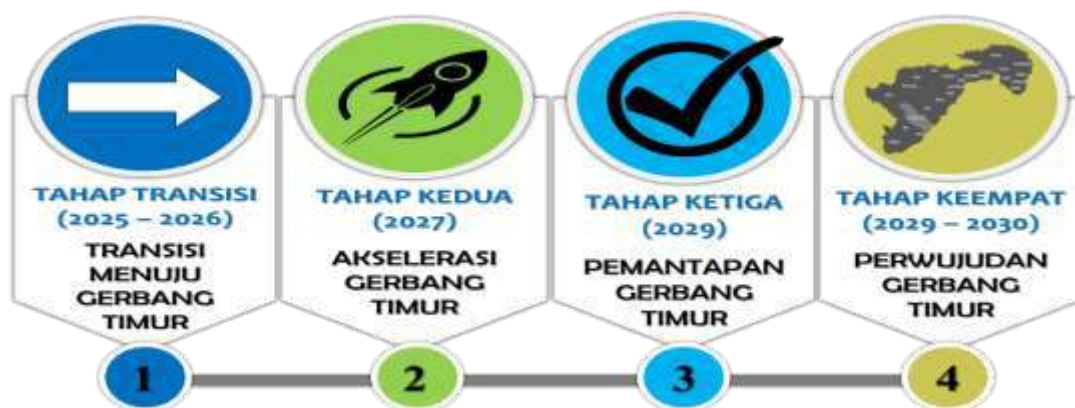 TAHAP TRANSISI
(2025 – 2026)
TRANSISI
MENUJU
GERBANG
TIMUR
1
TAHAP KEDUA
(2027)
AKSELERASI
GERBANG
TIMUR
2
TAHAP KETIGA
(2029)
PEMANTAPAN
GERBANG
TIMUR
3
TAHAP KEEMPAT
(2029 – 2030)
PERWUJUDAN
GERBANG
TIMUR
4